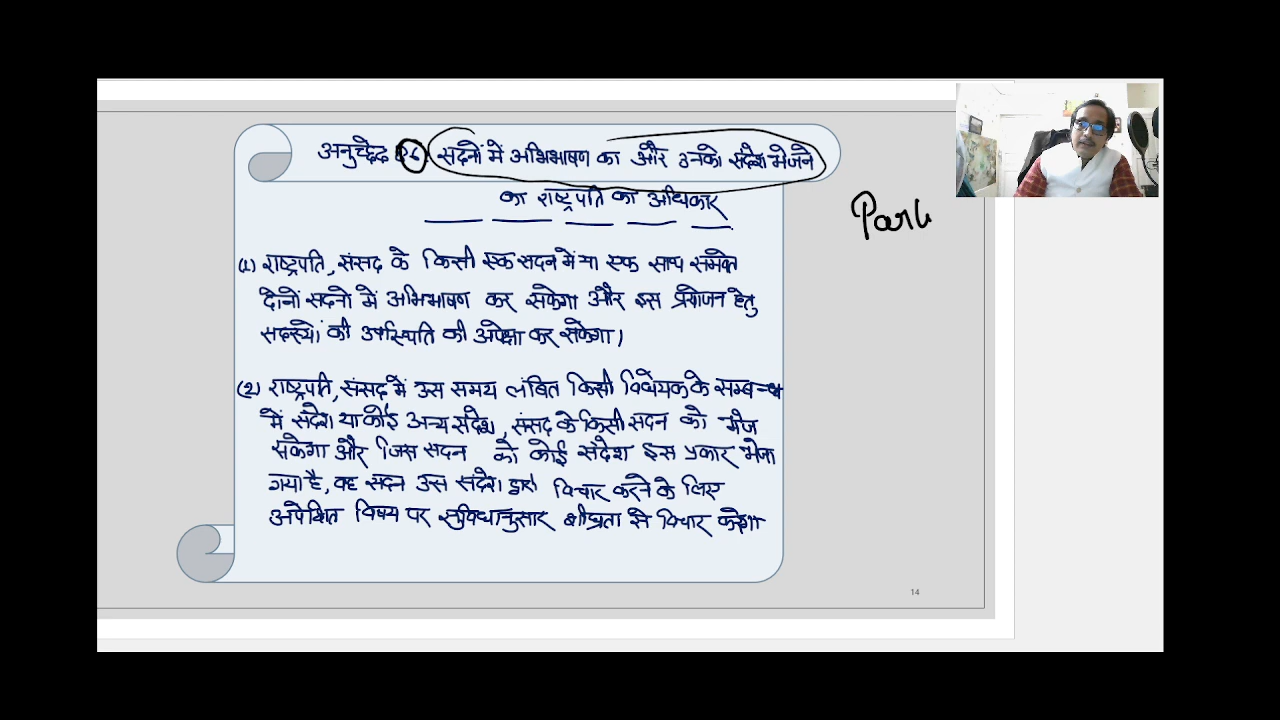 अनुच्छेद 86 सदनों में अभिभाषण का और उनको संदेश भेजने
का राष्ट्रपति का अधिकार
Parl
(1) राष्ट्रपति, संसद के किसी एक सदन में या एक साथ समवेत
दोनों सदनों में अभिभाषण कर सकेगा और इस प्रयोजन हेतु
सदस्यों की उपस्थिति की अपेक्षा कर सकेगा।
(2) राष्ट्रपति, संसद में उस समय लंबित किसी विधेयक के सम्बन्ध
में संदेश या कोई अन्य संदेश, संसद के किसी सदन को भेज
सकेगा और जिस सदन को कोई संदेश इस प्रकार भेजा
गया है, वह सदन उस संदेश द्वारा विचार करने के लिए
अपेक्षित विषय पर सुविधानुसार शीघ्रता से विचार करेगा
14